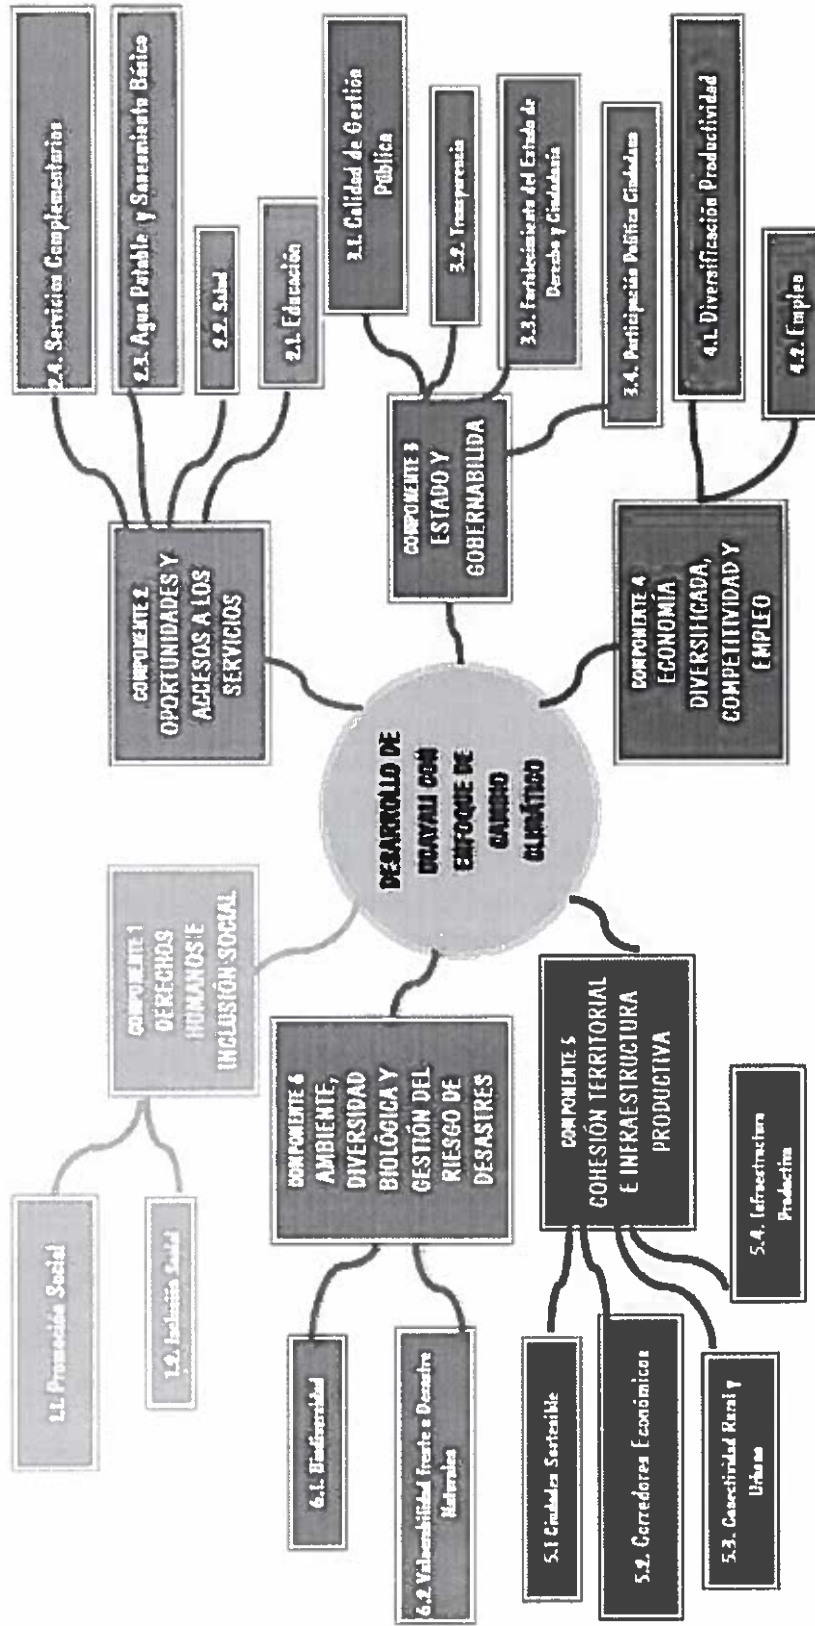 DESARROLLO DE
UCAYALI CON
ENFOQUE DE
CAMBIO
CLIMÁTICO
COMPONENTE 1
DERECHOS
HUMANOS E
INCLUSIÓN SOCIAL
1.1. Promoción Social
1.2. Inclusión Social
COMPONENTE 2
OPORTUNIDADES Y
ACCESOS A LOS
SERVICIOS
2.4. Servicios Complementarios
2.3. Agua Potable y Saneamiento Básico
2.2. Salud
2.1. Educación
COMPONENTE 3
ESTADO Y
GOBERNABILIDA
3.1. Calidad de Gestión
Pública
3.2. Transparencia
3.3. Fortalecimiento del Estado de
Derecho y Ciudadanía
3.4. Participación Política Ciudadana
COMPONENTE 4
ECONOMÍA
DIVERSIFICADA,
COMPETITIVIDAD Y
EMPLEO
4.1. Diversificación Productividad
4.2. Empleo
COMPONENTE 5
COHESIÓN TERRITORIAL
E INFRAESTRUCTURA
PRODUCTIVA
5.1 Ciudades Sostenible
5.2. Corredores Económicos
5.3. Conectividad Rural y
Urbana
5.4. Infraestructura
Productiva
COMPONENTE 6
AMBIENTE,
DIVERSIDAD
BIOLÓGICA Y
GESTIÓN DEL
RIESGO DE
DESASTRES
6.1. Biodiversidad
6.2 Vulnerabilidad frente a Desastre
Naturales